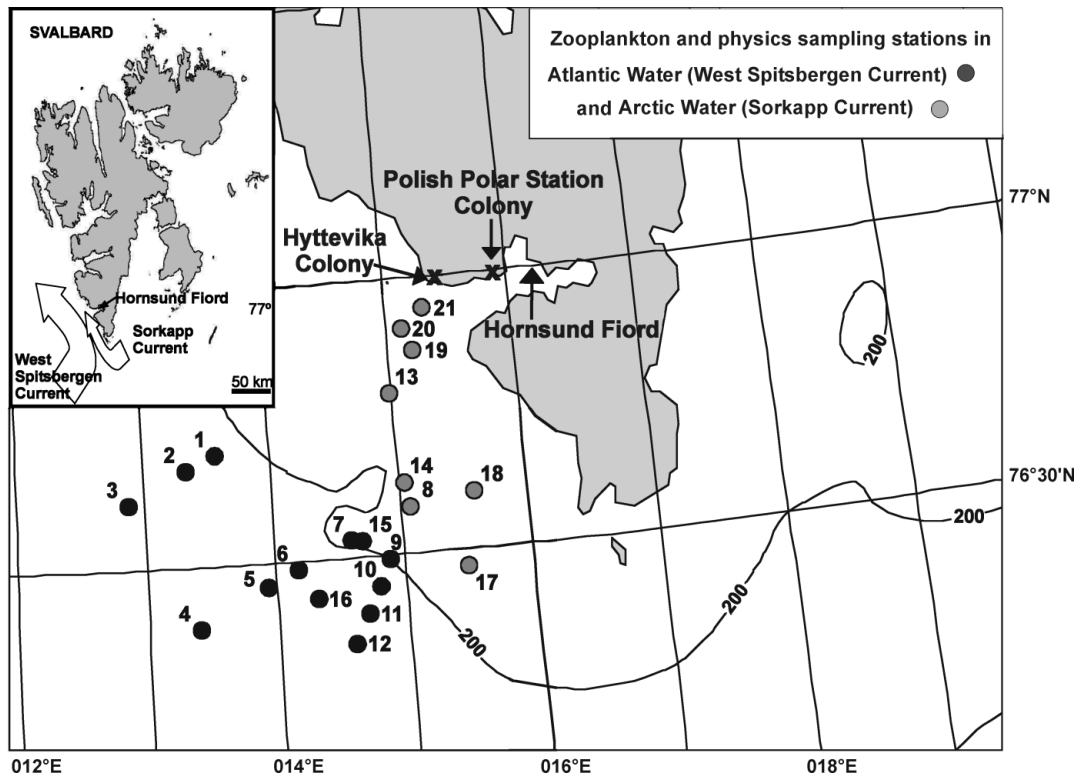 SVALBARD
Hornsund Fiord
77°
Sorkapp
Current
West
Spitsbergen
Current
50 km
Zooplankton and physics sampling stations in
Atlantic Water (West Spitsbergen Current)
and Arctic Water (Sorkapp Current)
Polish Polar Station
Colony
77°N
Hyttevika
Colony
Hornsund Fiord
21
20
19
200
13
1
2
14
18
76°30'N
3
8
7
15
9
200
6
10
17
5
16
200
4
11
12
200
012°E
014°E
016°E
018°E